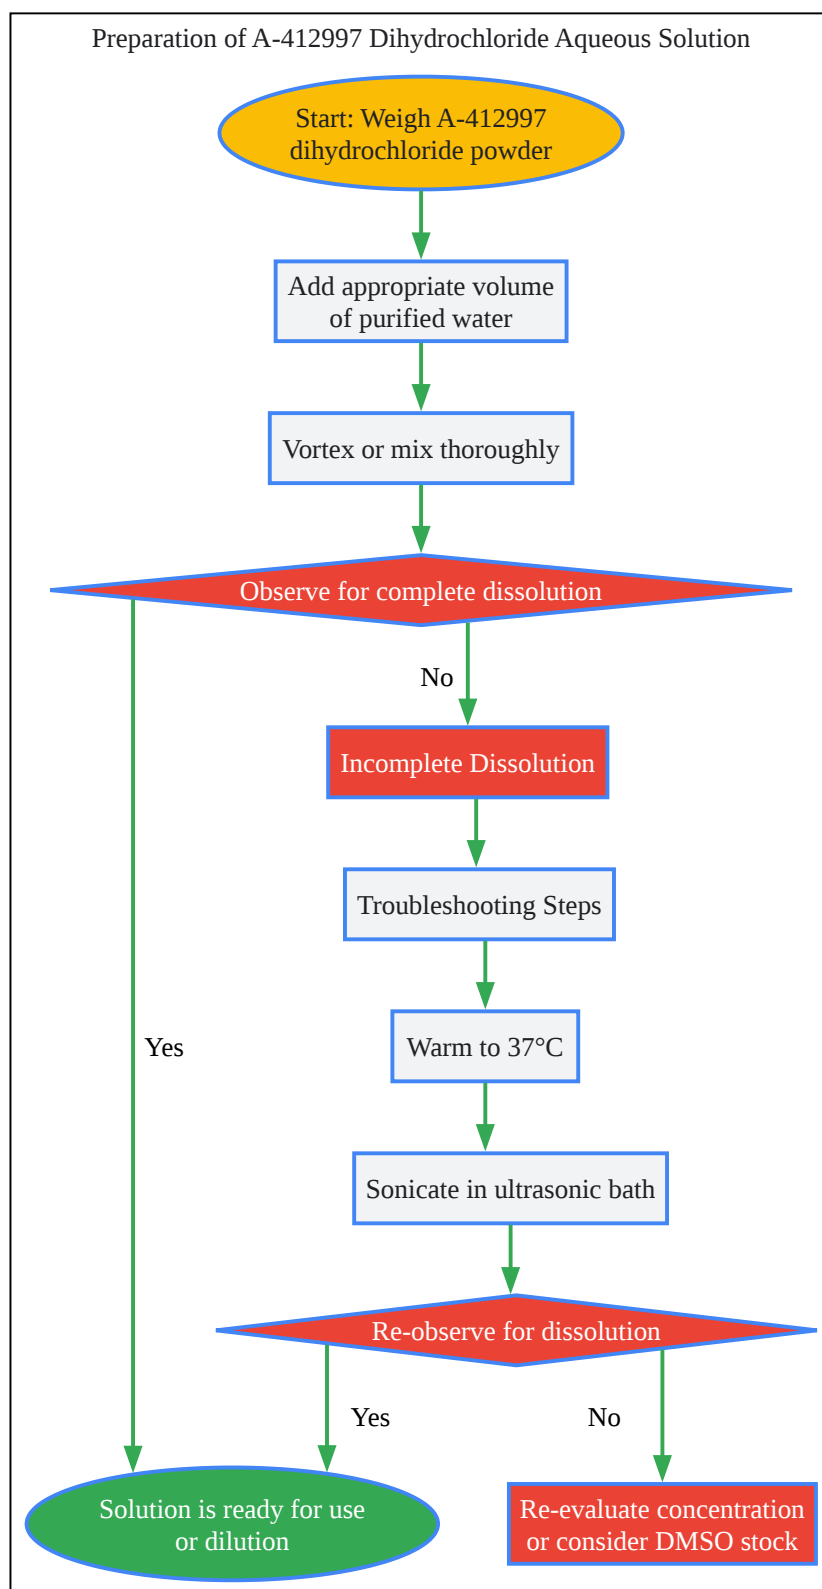 Preparation of A-412997 Dihydrochloride Aqueous Solution
Start: Weigh A-412997
dihydrochloride powder
Add appropriate volume
of purified water
Vortex or mix thoroughly
Observe for complete dissolution
No
Incomplete Dissolution
Troubleshooting Steps
Yes
Warm to 37°C
Sonicate in ultrasonic bath
Re-observe for dissolution
Yes
No
Solution is ready for use
or dilution
Re-evaluate concentration
or consider DMSO stock